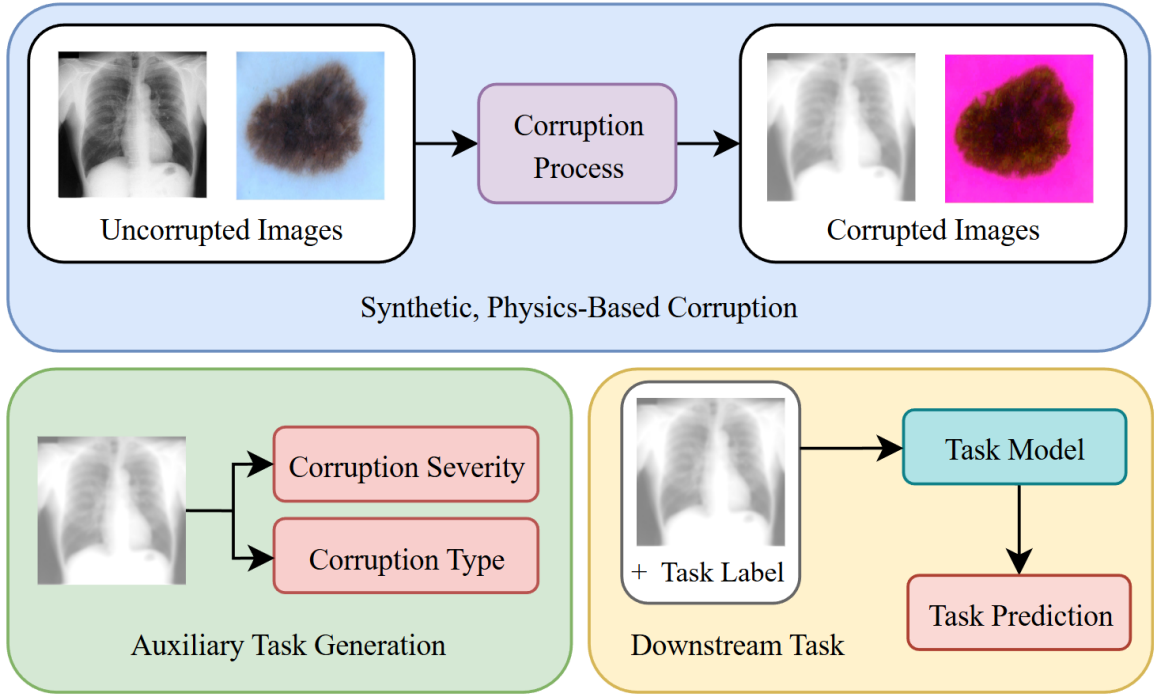 Uncorrupted Images
Corruption
Process
Corrupted Images
Synthetic, Physics-Based Corruption
Corruption Severity
Corruption Type
Auxiliary Task Generation
+ Task Label
Task Model
Task Prediction
Downstream Task